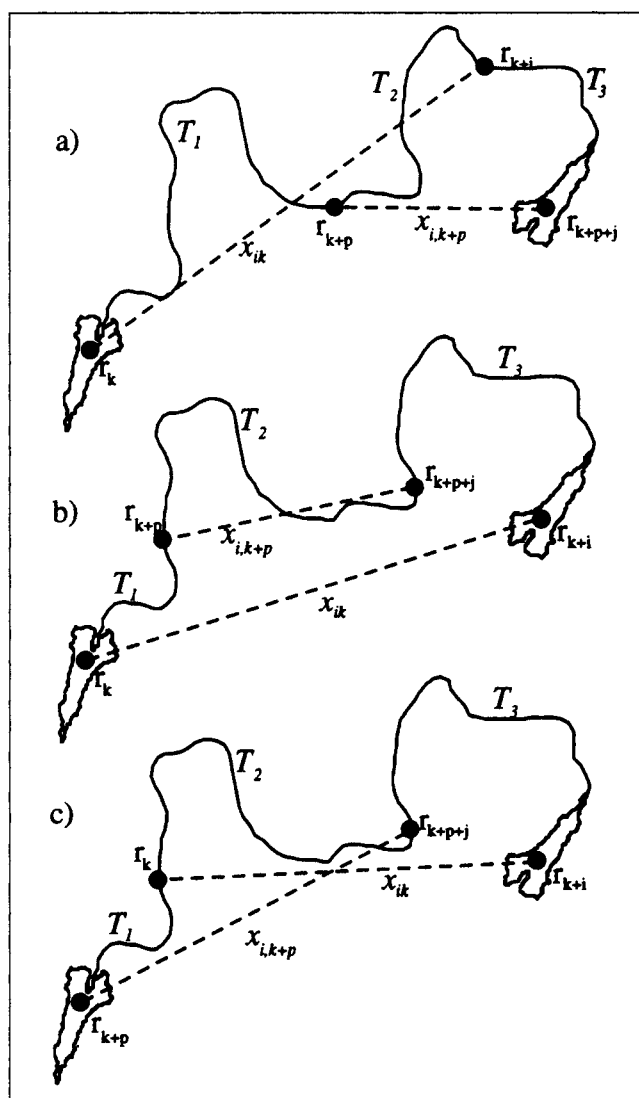 a)
T₁
T₂
r_{k+i}
T₃
r_{k+p}
x_{i,k+p}
r_{k+p+j}
x_{ik}
r_k
b)
T₂
T₃
r_{k+p}
x_{i,k+p}
r_{k+p+j}
r_{k+i}
T₁
x_{ik}
r_k
c)
T₂
T₃
r_{k+p+j}
r_k
x_{ik}
r_{k+i}
T₁
x_{i,k+p}
r_{k+p}